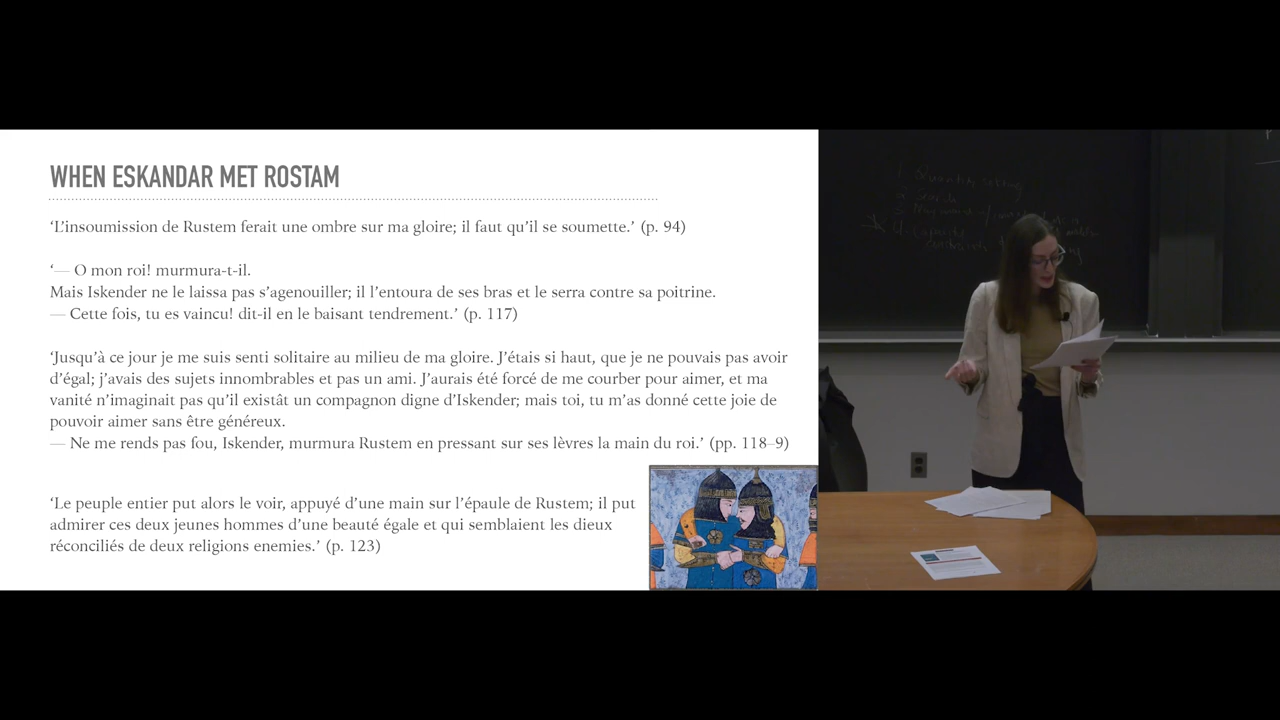 WHEN ESKANDAR MET ROSTAM
‘L’insoumission de Rustem ferait une ombre sur ma gloire; il faut qu’il se soumette.’ (p. 94)
‘— O mon roi! murmura-t-il.
Mais Iskender ne le laissa pas s’agenouiller; il l’entoura de ses bras et le serra contre sa poitrine.
— Cette fois, tu es vaincu! dit-il en le baisant tendrement.’ (p. 117)
‘Jusqu’à ce jour je me suis senti solitaire au milieu de ma gloire. J’étais si haut, que je ne pouvais pas avoir
d’égal; j’avais des sujets innombrables et pas un ami. J’aurais été forcé de me courber pour aimer, et ma
vanité n’imaginait pas qu’il existât un compagnon digne d’Iskender; mais toi, tu m’as donné cette joie de
pouvoir aimer sans être généreux.
— Ne me rends pas fou, Iskender, murmura Rustem en pressant sur ses lèvres la main du roi.’ (pp. 118–9)
‘Le peuple entier put alors le voir, appuyé d’une main sur l’épaule de Rustem; il put
admirer ces deux jeunes hommes d’une beauté égale et qui semblaient les dieux
réconciliés de deux religions enemies.’ (p. 123)
Search